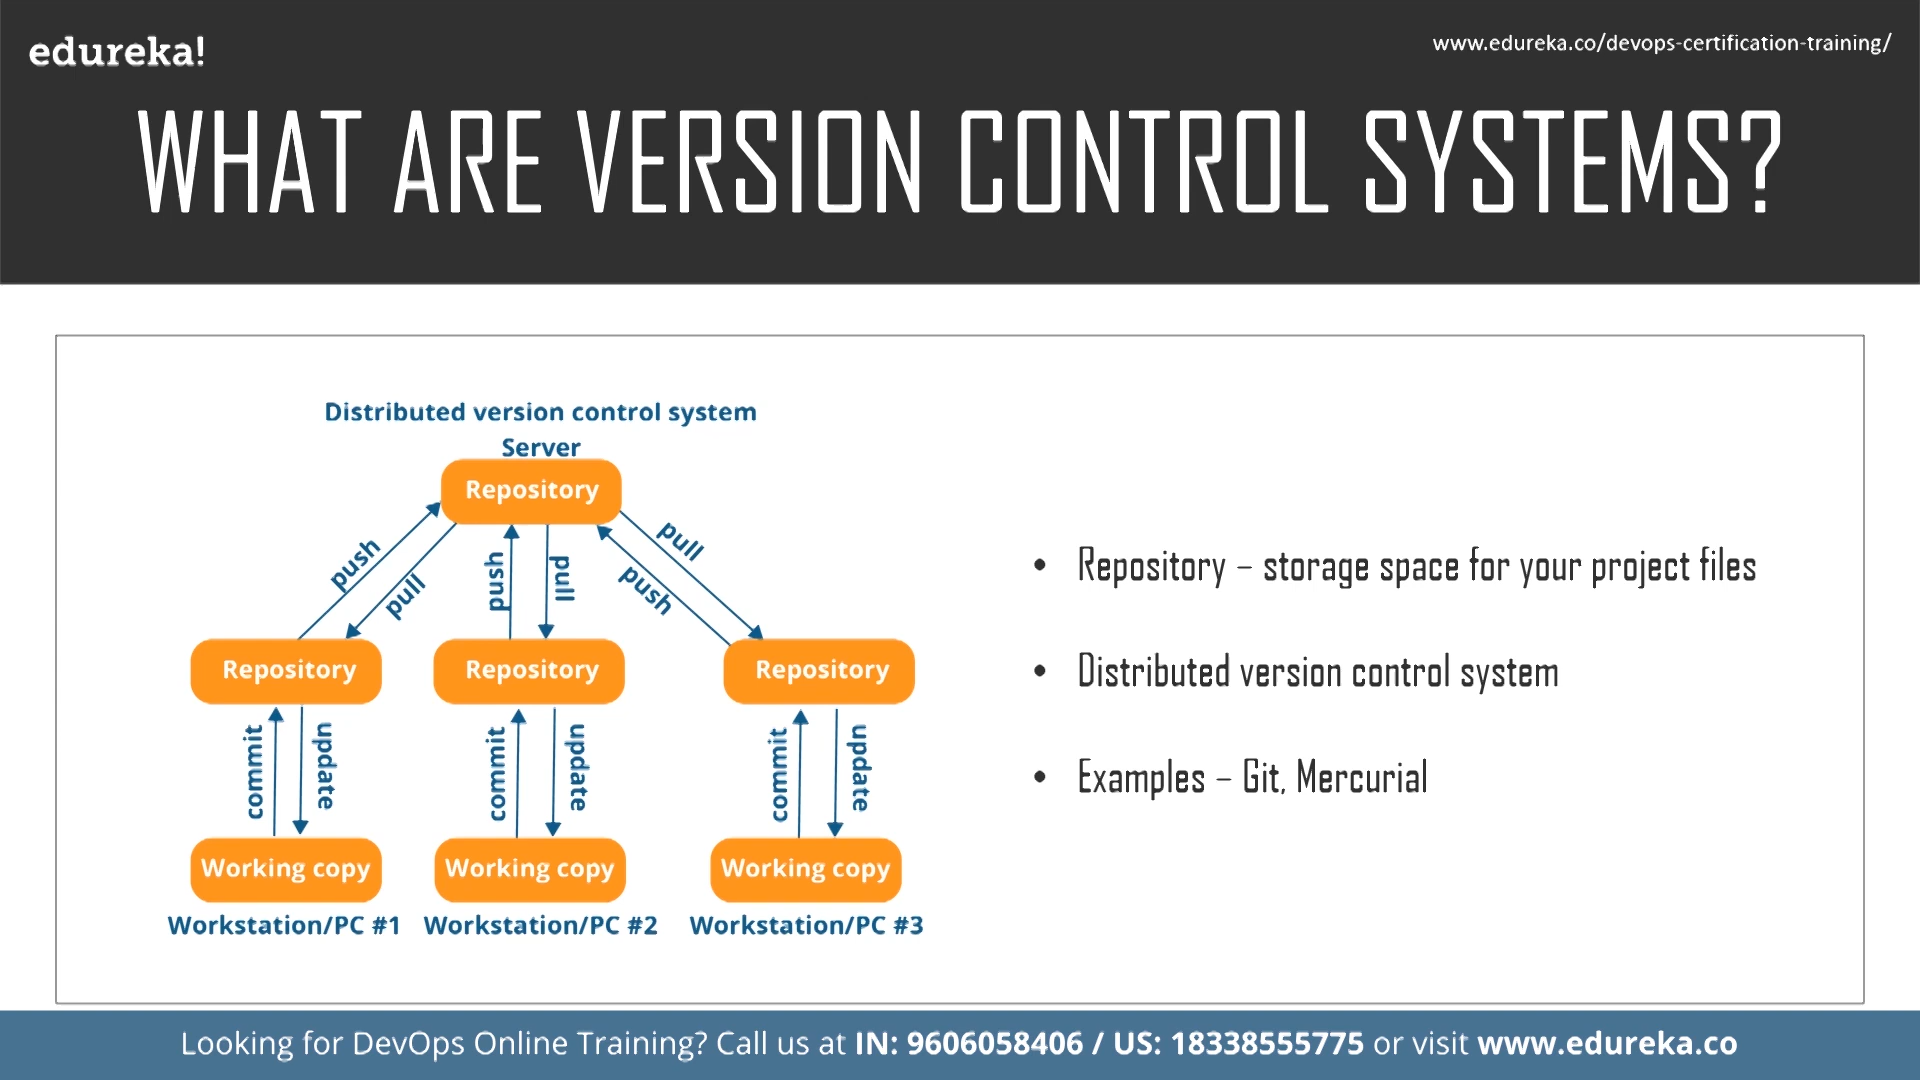 edureka!
www.edureka.co/devops-certification-training/
WHAT ARE VERSION CONTROL SYSTEMS?
Distributed version control system
Server
Repository
push
pull
push
pull
push
pull
Repository
Repository
Repository
commit
update
commit
update
commit
update
Working copy
Working copy
Working copy
Workstation/PC #1
Workstation/PC #2
Workstation/PC #3
• Repository – storage space for your project files
• Distributed version control system
• Examples – Git, Mercurial
Looking for DevOps Online Training? Call us at IN: 9606058406 / US: 18338555775 or visit www.edureka.co